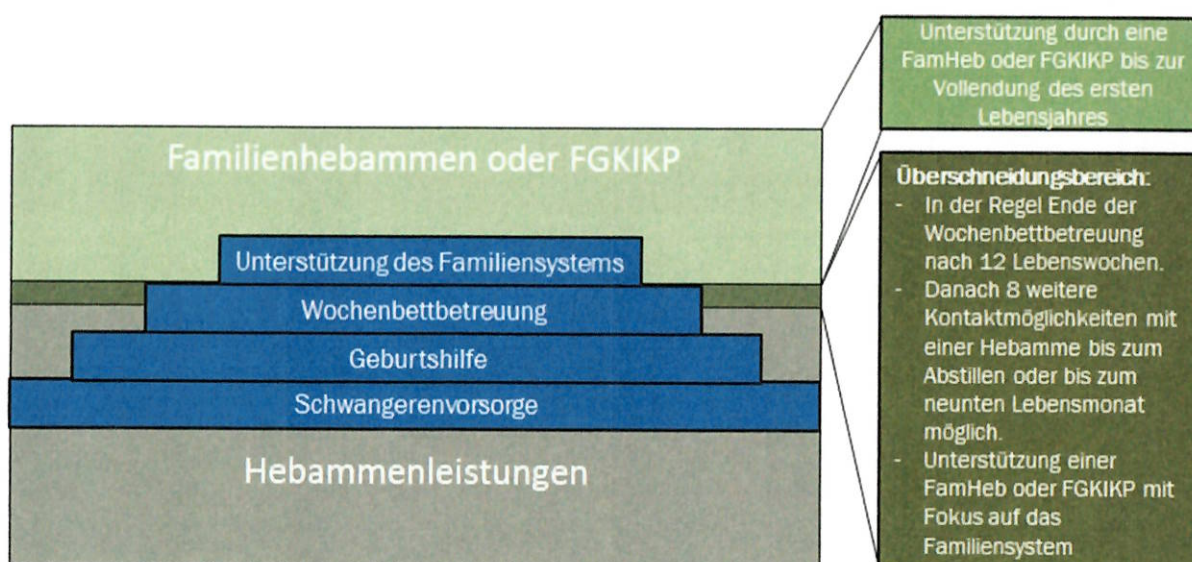 Unterstützung durch eine
FamHeb oder FGKIKP bis zur
Vollendung des ersten
Lebensjahres
Familienhebammen oder FGKIKP
Unterstützung des Familiensystems
Wochenbettbetreuung
Geburtshilfe
Schwangerenvorsorge
Hebammenleistungen
Überschneidungsbereich:
- In der Regel Ende der
Wochenbettbetreuung
nach 12 Lebenswochen.
- Danach 8 weitere
Kontaktmöglichkeiten mit
einer Hebamme bis zum
Abstillen oder bis zum
neunten Lebensmonat
möglich.
- Unterstützung einer
FamHeb oder FGKIKP mit
Fokus auf das
Familiensystem